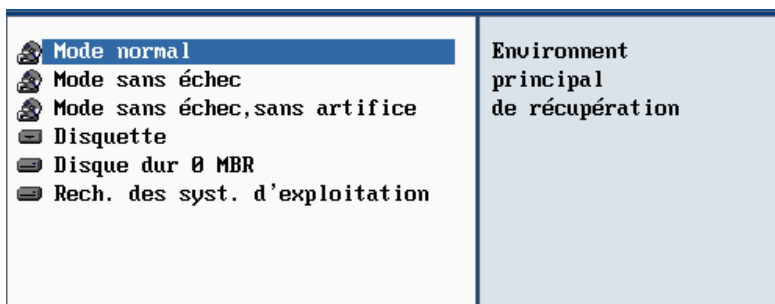 Mode normal
Mode sans échec
Mode sans échec,sans artifice
Disquette
Disque dur 0 MBR
Rech. des syst. d'exploitation
Environment
principal
de récupération